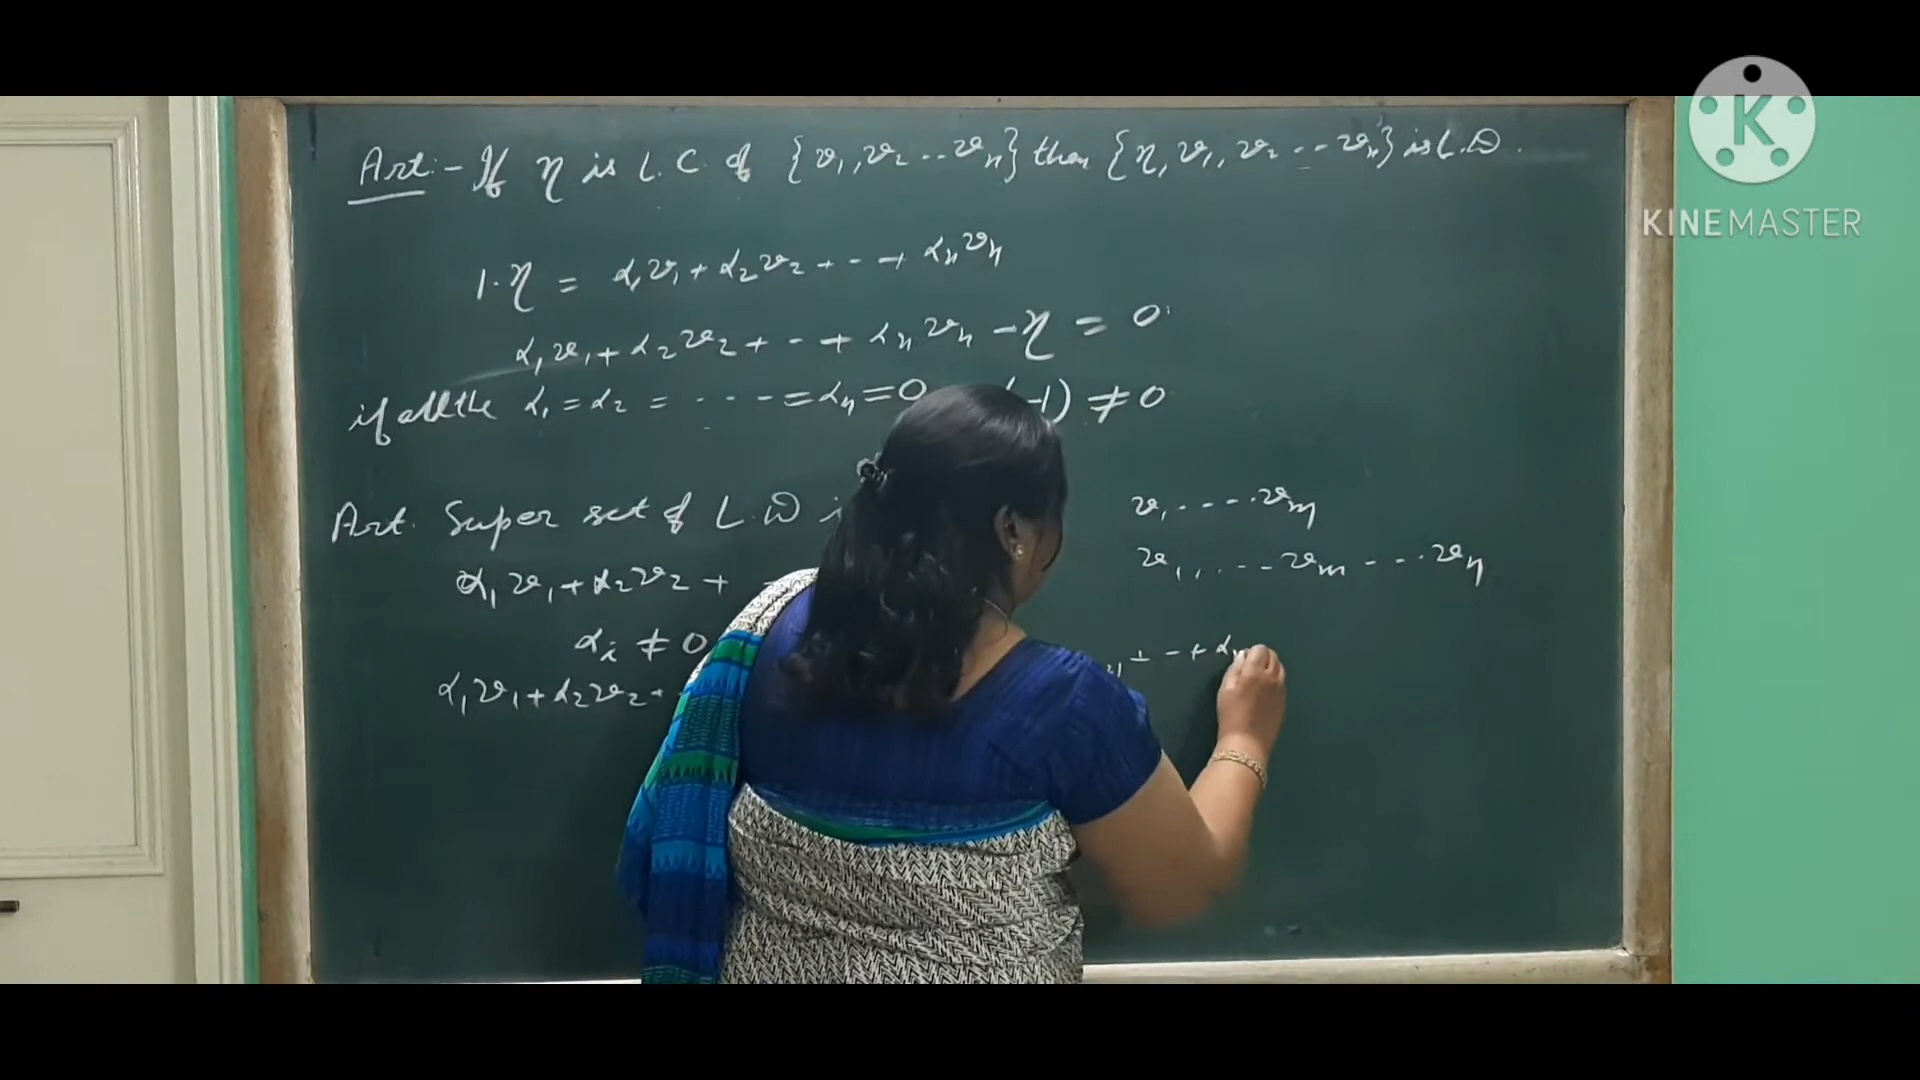 Art:- If η is L.C. of {v₁, v₂ -- vₙ} then {η, v₁, v₂ -- vₙ} is L.D.
K
KINEMASTER
1·η = α₁v₁ + α₂v₂ + -- + αₙvₙ
α₁v₁ + α₂v₂ + -- + αₙvₙ - η = 0
if all the α₁ = α₂ = ---- = αₙ = 0 (-1) ≠ 0
Art. Super set of L.D
v₁ ---- vₘ
α₁v₁ + α₂v₂ +
v₁, --- vₘ --- vₙ
αᵢ ≠ 0
α₁v₁ + α₂v₂ +
+ -+ α